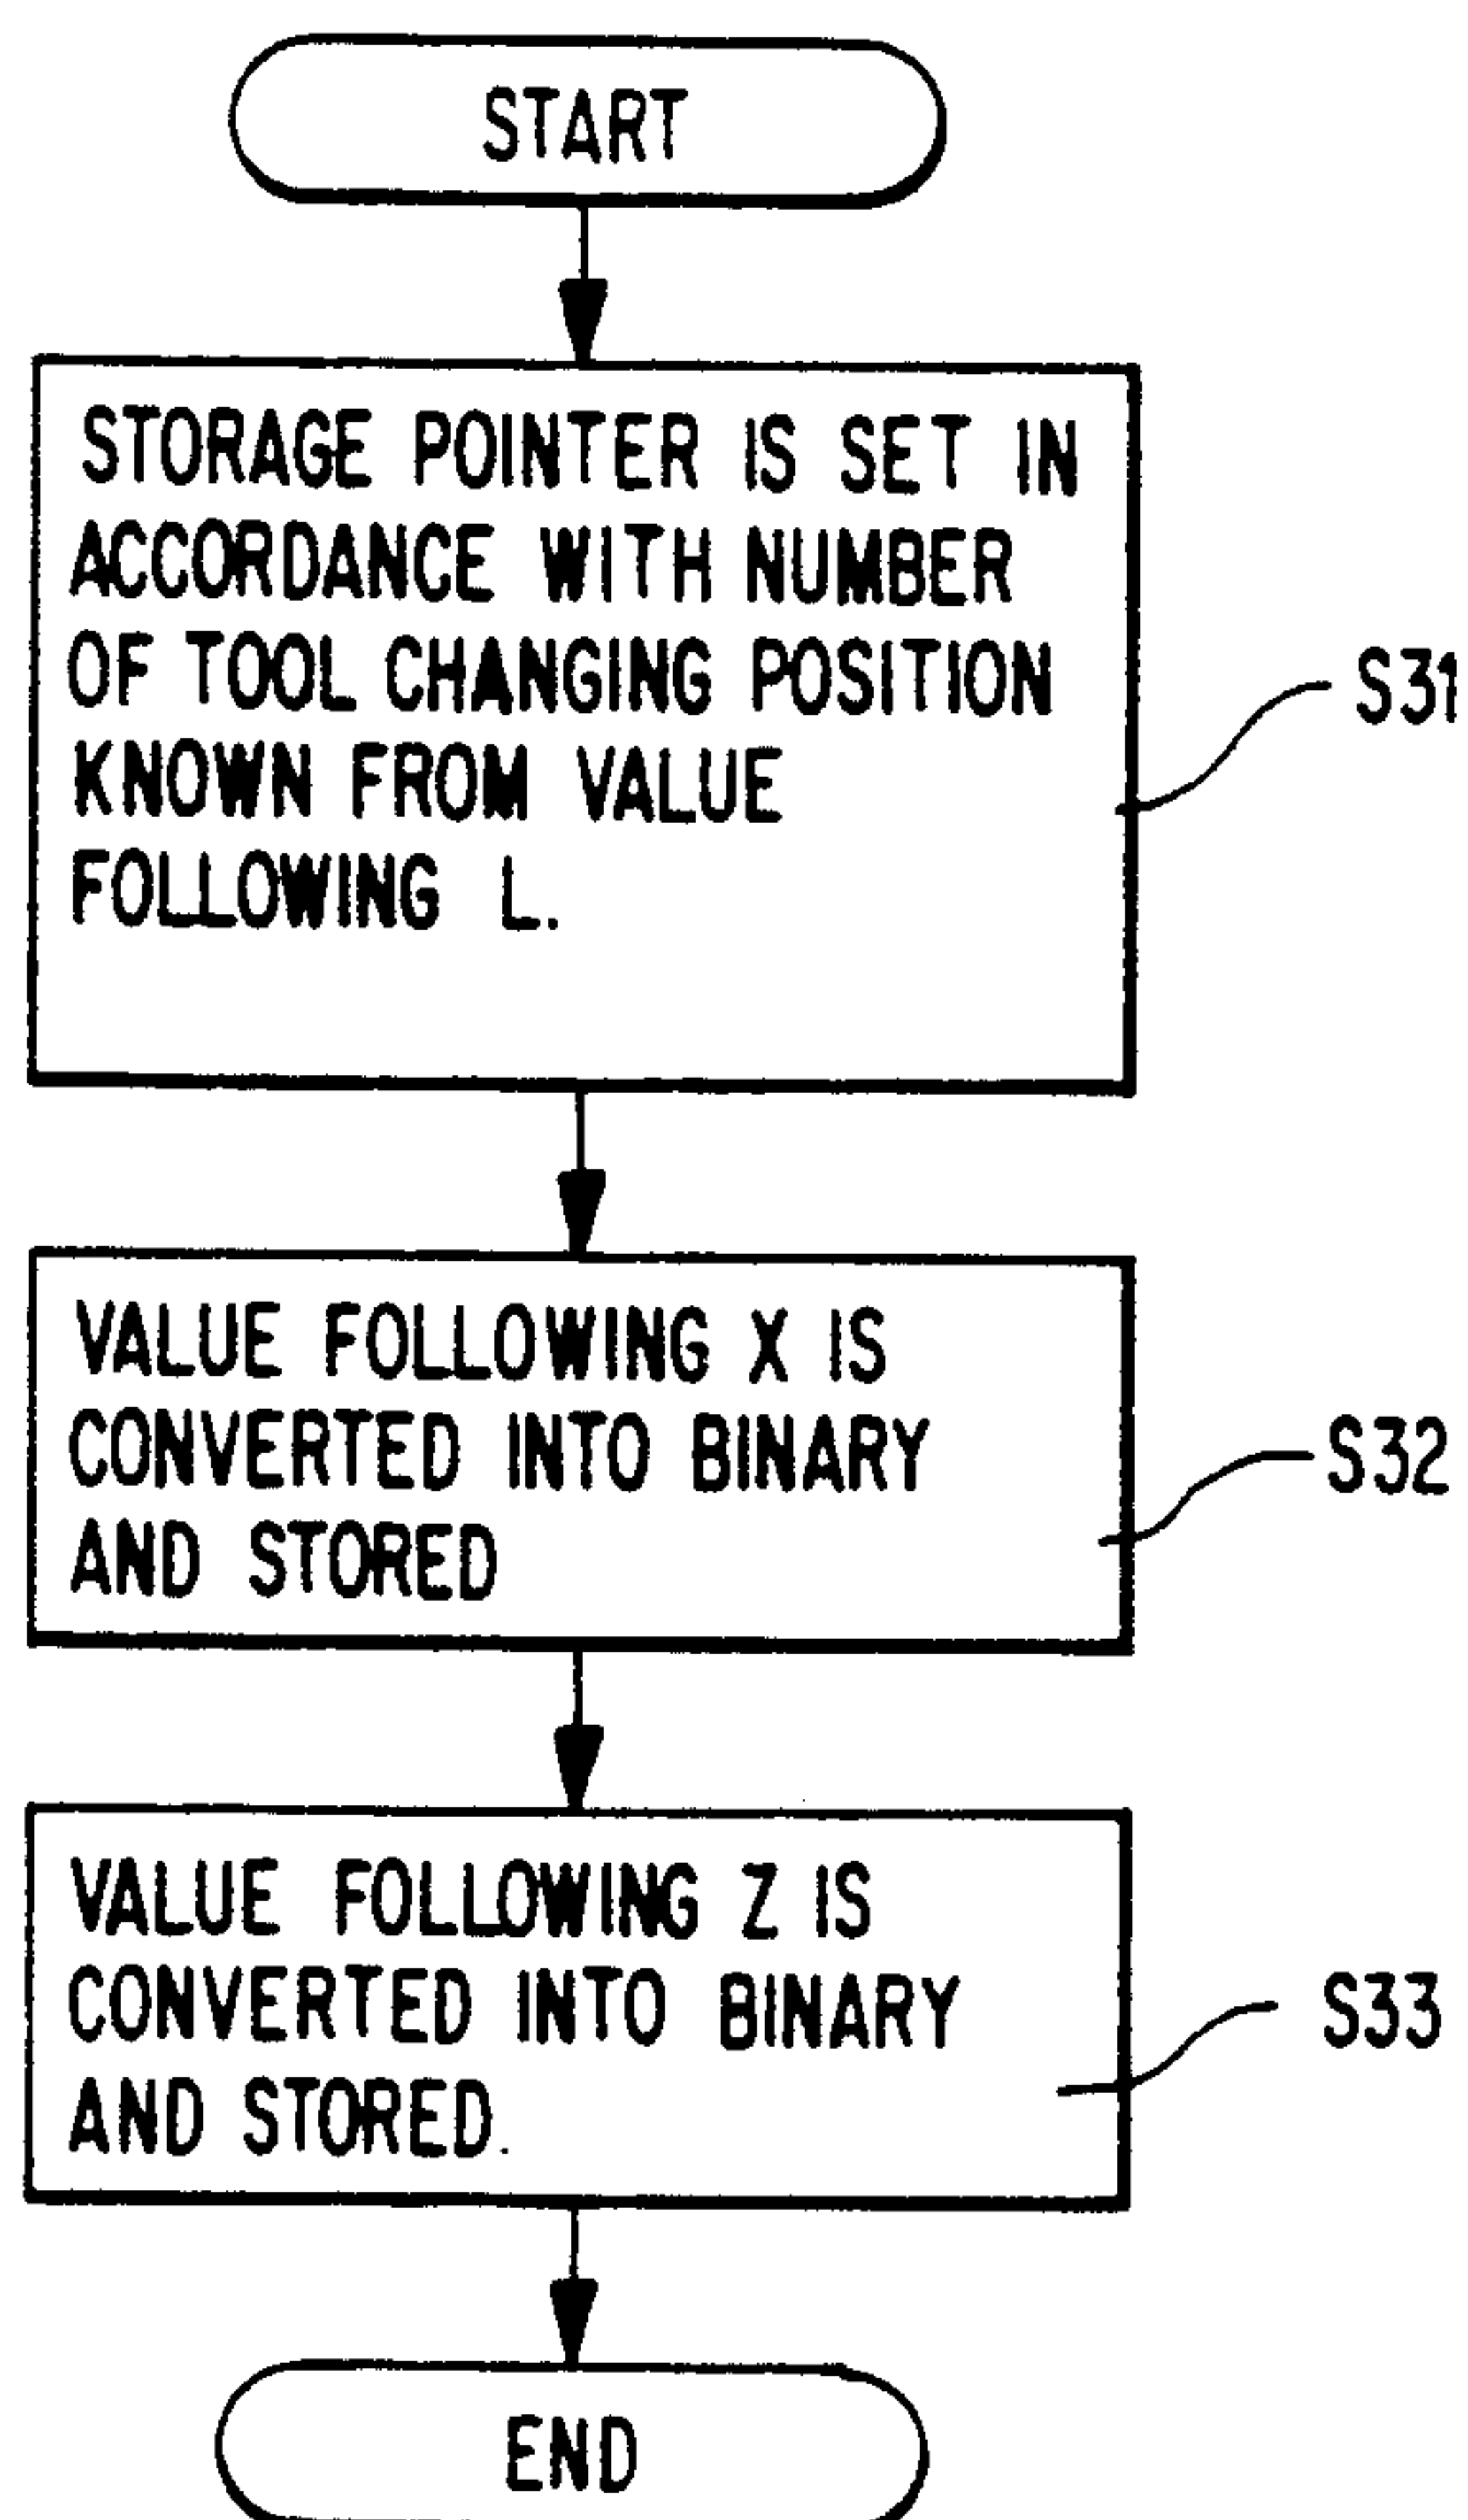 START
STORAGE POINTER IS SET IN
ACCORDANCE WITH NUMBER
OF TOOL CHANGING POSITION
KNOWN FROM VALUE
FOLLOWING L.
S31
VALUE FOLLOWING X IS
CONVERTED INTO BINARY
AND STORED
S32
VALUE FOLLOWING Z IS
CONVERTED INTO BINARY
AND STORED.
S33
END